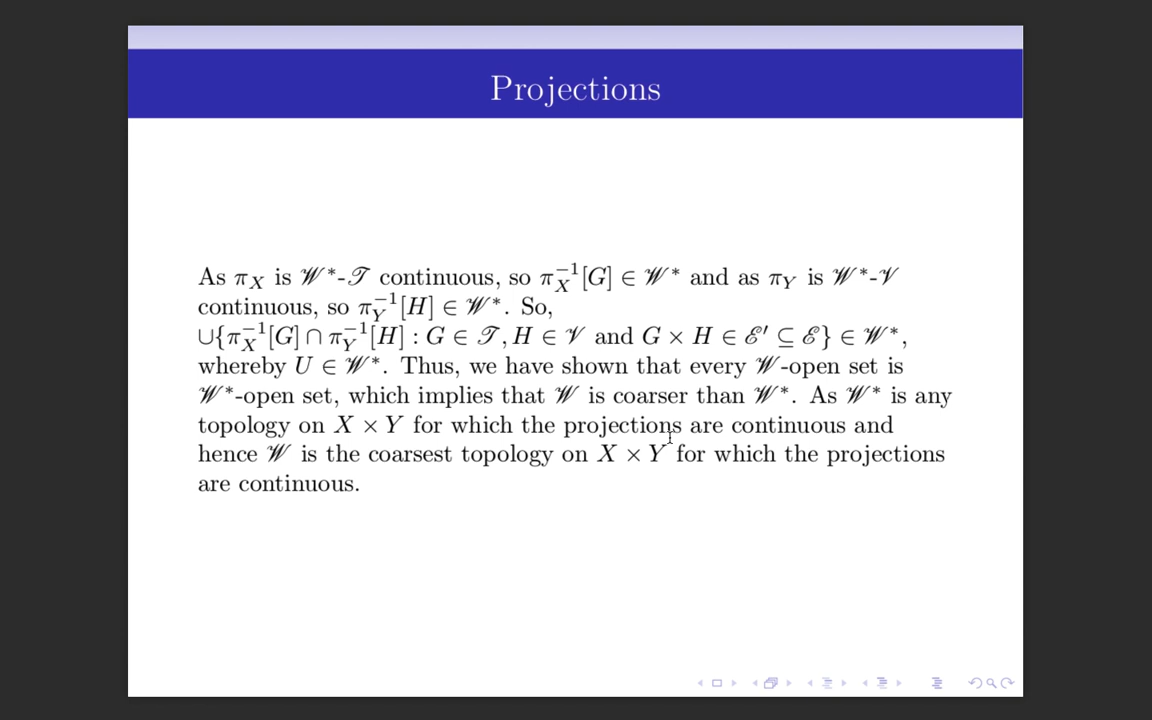 Projections
As π_X is 𝒲*-𝒯 continuous, so π_X^{-1}[G] ∈ 𝒲* and as π_Y is 𝒲*-𝒱
continuous, so π_Y^{-1}[H] ∈ 𝒲*. So,
∪{π_X^{-1}[G] ∩ π_Y^{-1}[H] : G ∈ 𝒯, H ∈ 𝒱 and G × H ∈ ℰ′ ⊆ ℰ} ∈ 𝒲*,
whereby U ∈ 𝒲*. Thus, we have shown that every 𝒲-open set is
𝒲*-open set, which implies that 𝒲 is coarser than 𝒲*. As 𝒲* is any
topology on X × Y for which the projections are continuous and
hence 𝒲 is the coarsest topology on X × Y for which the projections
are continuous.